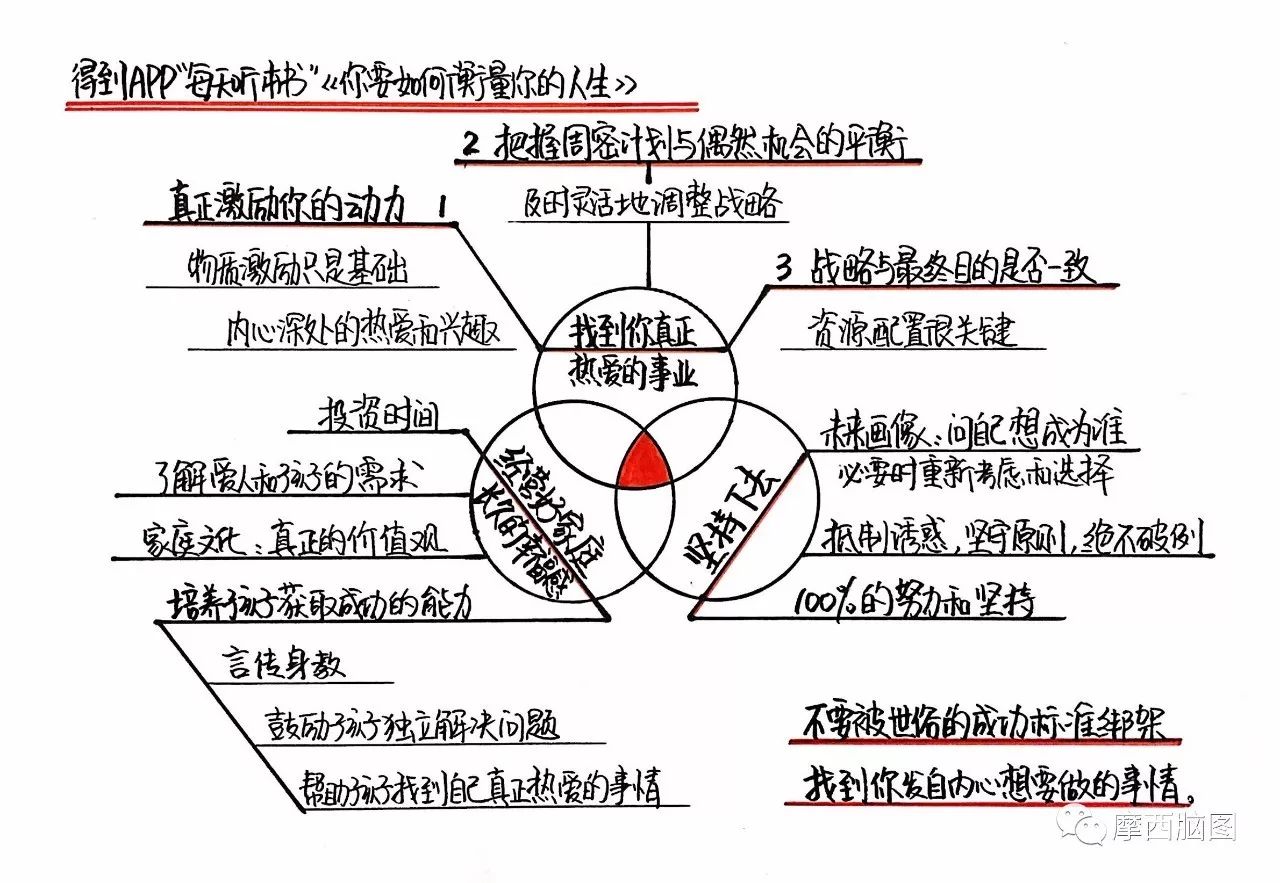 得到APP"每天听本书"《你要如何衡量你的人生》
2 把握周密计划与偶然机会的平衡
及时灵活地调整战略
真正激励你的动力 1
物质激励只是基础
内心深处的热爱和兴趣
3 战略与最终目的是否一致
资源配置很关键
找到你真正
热爱的事业
投资时间
了解爱人和孩子的需求
家庭文化:真正的价值观
培养孩子获取成功的能力
言传身教
鼓励孩子独立解决问题
帮助孩子找到自己真正热爱的事情
经营好家庭
长久的幸福感
坚持下去
未来画像:问自己想成为谁
必要时重新考虑和选择
抵制诱惑,坚守原则,绝不破例
100%的努力和坚持
不要被世俗的成功标准绑架
找到你发自内心想要做的事情。
摩西脑图